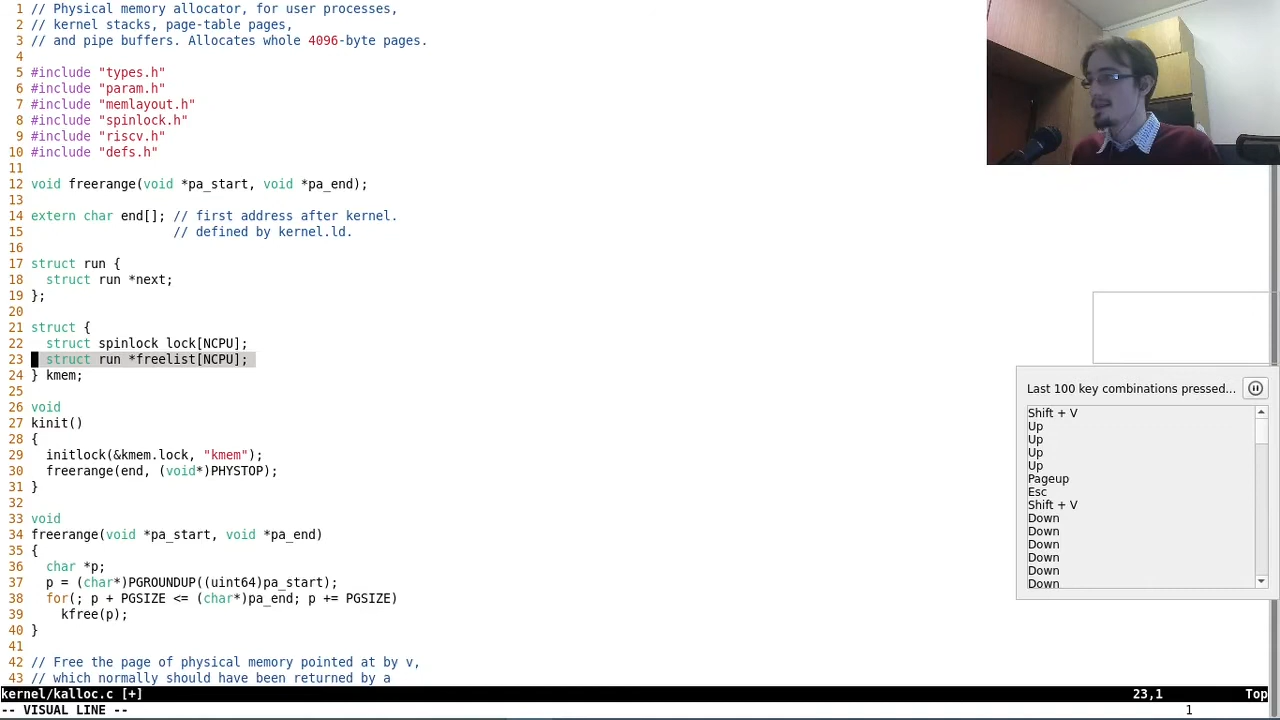 1 // Physical memory allocator, for user processes,
2 // kernel stacks, page-table pages,
3 // and pipe buffers. Allocates whole 4096-byte pages.
4
5 #include "types.h"
6 #include "param.h"
7 #include "memlayout.h"
8 #include "spinlock.h"
9 #include "riscv.h"
10 #include "defs.h"
11
12 void freerange(void *pa_start, void *pa_end);
13
14 extern char end[]; // first address after kernel.
15                    // defined by kernel.ld.
16
17 struct run {
18   struct run *next;
19 };
20
21 struct {
22   struct spinlock lock[NCPU];
23   struct run *freelist[NCPU];
24 } kmem;
25
26 void
27 kinit()
28 {
29   initlock(&kmem.lock, "kmem");
30   freerange(end, (void*)PHYSTOP);
31 }
32
33 void
34 freerange(void *pa_start, void *pa_end)
35 {
36   char *p;
37   p = (char*)PGROUNDUP((uint64)pa_start);
38   for(; p + PGSIZE <= (char*)pa_end; p += PGSIZE)
39     kfree(p);
40 }
41
42 // Free the page of physical memory pointed at by v,
43 // which normally should have been returned by a
kernel/kalloc.c [+] 23,1 Top
-- VISUAL LINE -- 1
Last 100 key combinations pressed...
Shift + V
Up
Up
Up
Up
Pageup
Esc
Shift + V
Down
Down
Down
Down
Down
Down